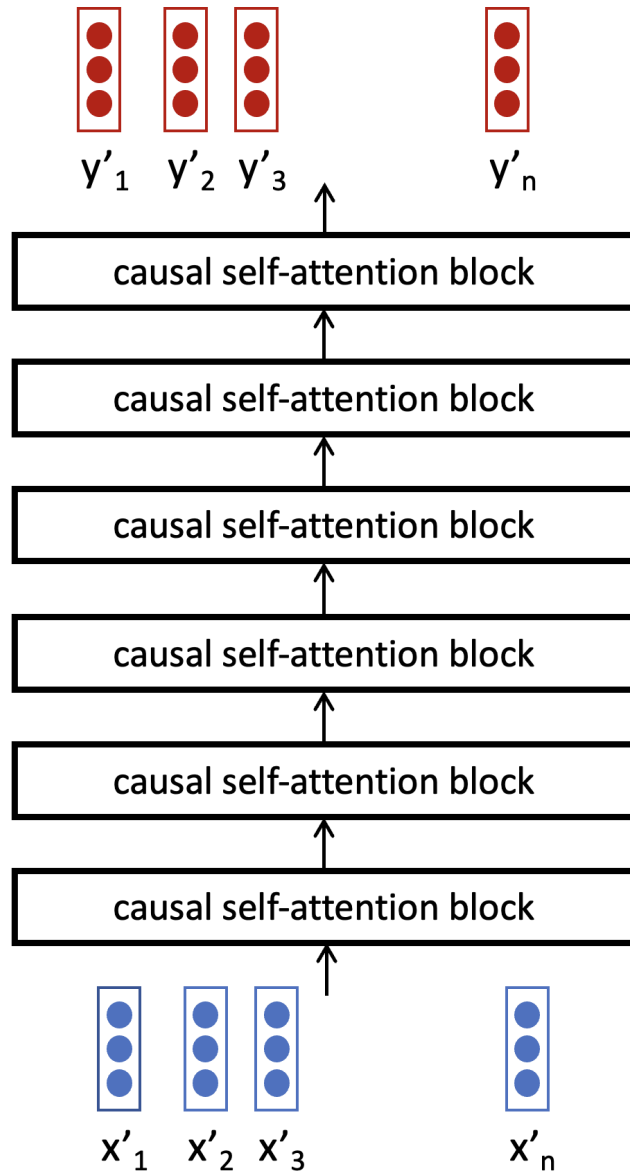 y'₁ y'₂ y'₃ y'ₙ
causal self-attention block
causal self-attention block
causal self-attention block
causal self-attention block
causal self-attention block
causal self-attention block
x'₁ x'₂ x'₃ x'ₙ